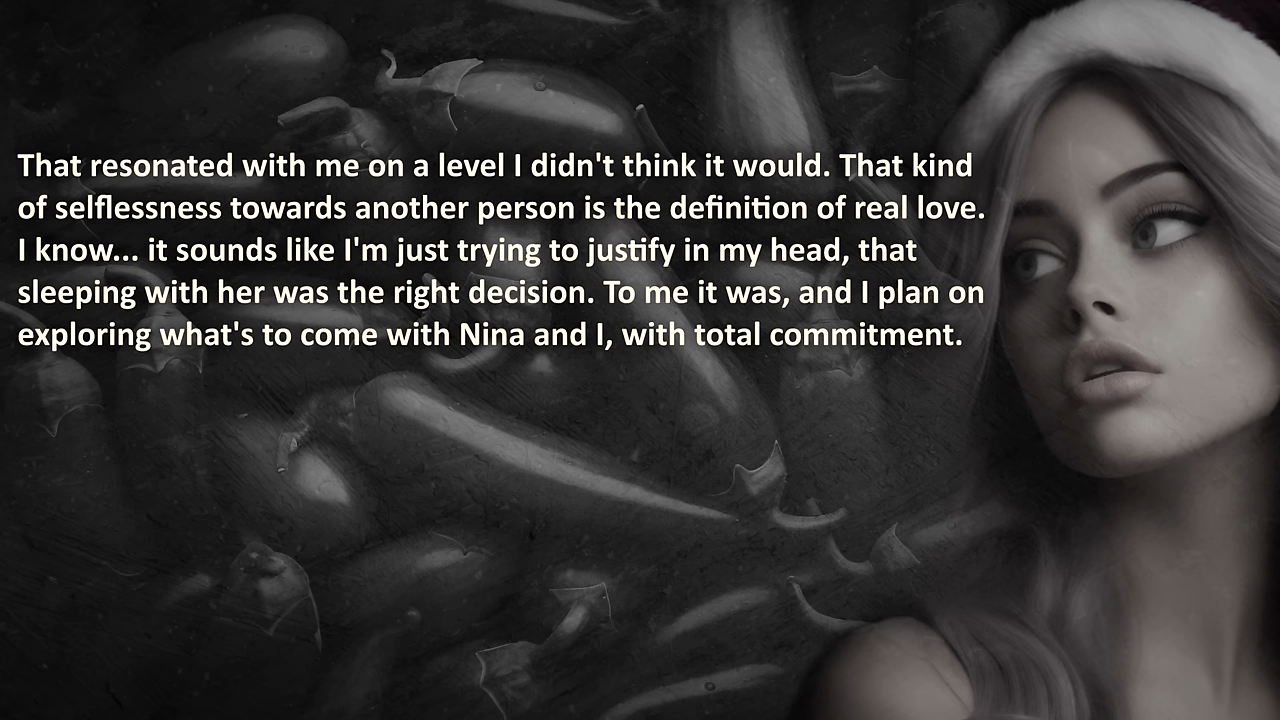 That resonated with me on a level I didn't think it would. That kind
of selflessness towards another person is the definition of real love.
I know... it sounds like I'm just trying to justify in my head, that
sleeping with her was the right decision. To me it was, and I plan on
exploring what's to come with Nina and I, with total commitment.